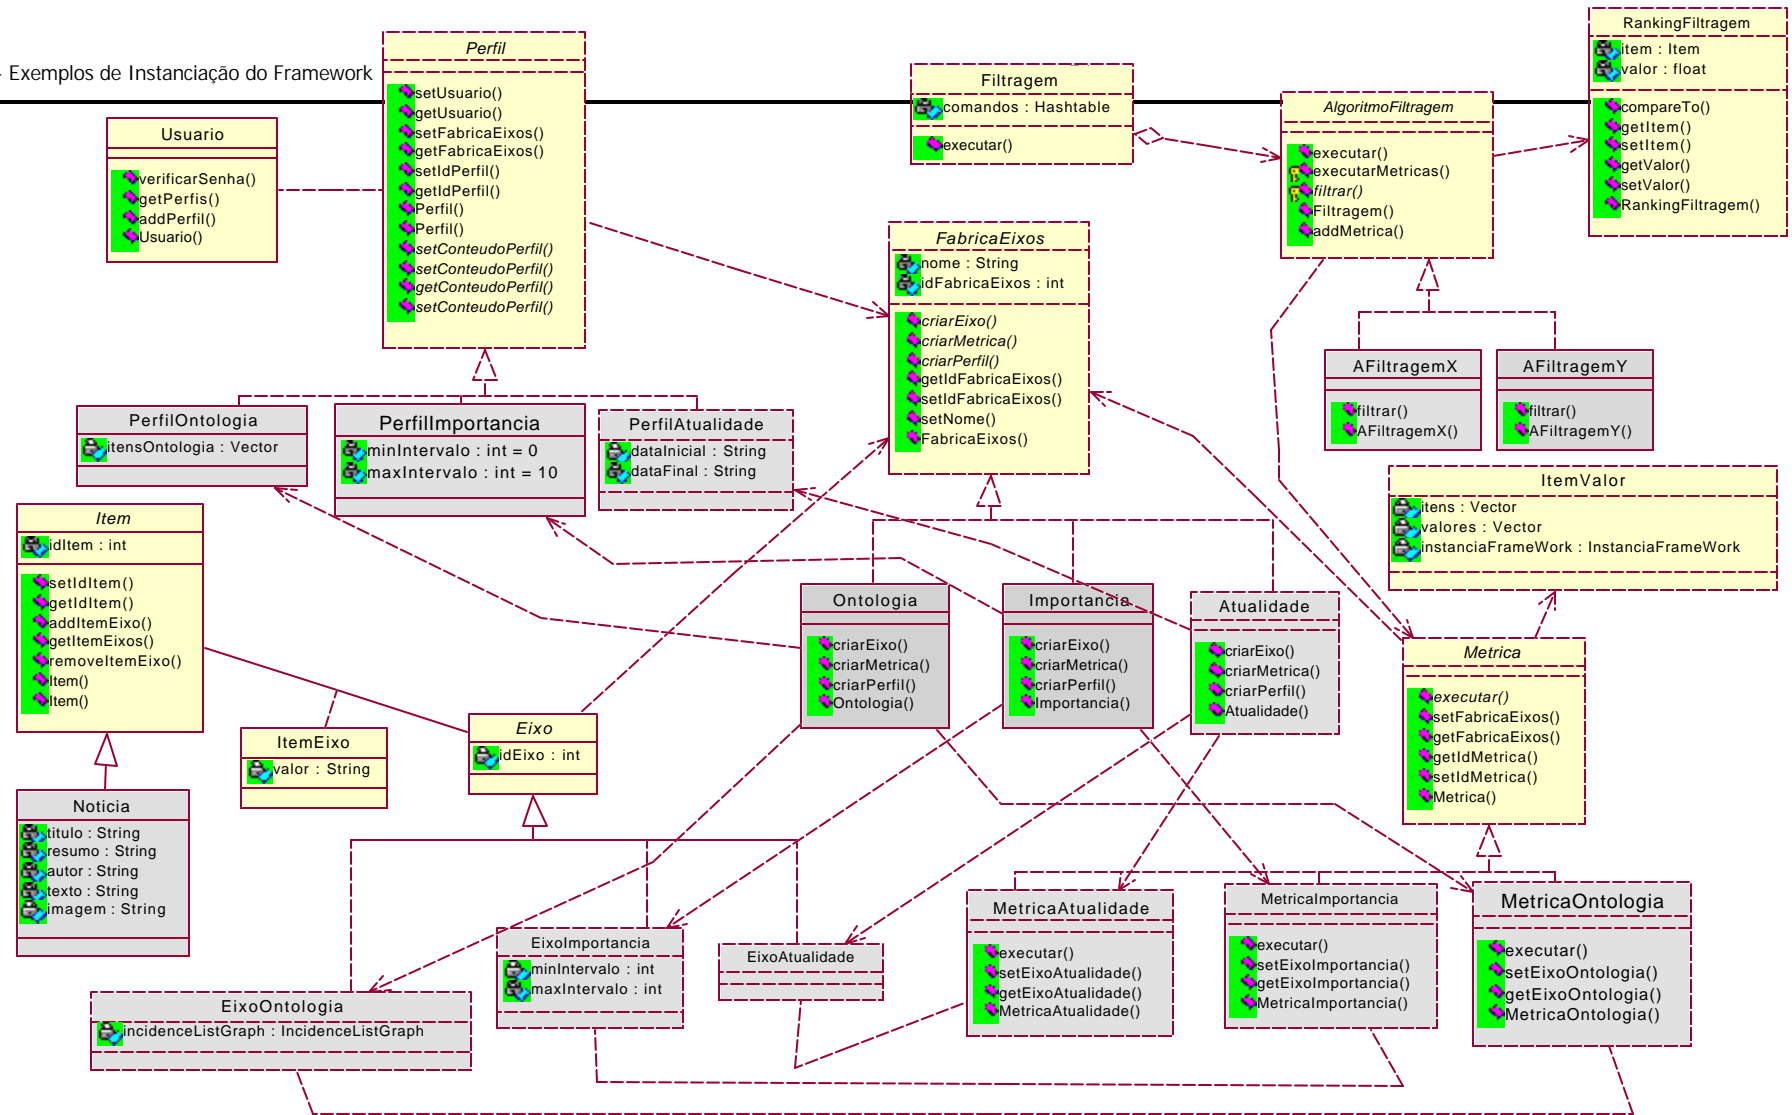 - Exemplos de Instanciação do Framework
Perfil
setUsuario()
getUsuario()
setFabricaEixos()
getFabricaEixos()
setIdPerfil()
getIdPerfil()
Perfil()
Perfil()
setConteudoPerfil()
setConteudoPerfil()
getConteudoPerfil()
setConteudoPerfil()
Usuario
verificarSenha()
getPerfis()
addPerfil()
Usuario()
Filtragem
comandos : Hashtable
executar()
AlgoritmoFiltragem
executar()
executarMetricas()
filtrar()
Filtragem()
addMetrica()
RankingFiltragem
item : Item
valor : float
compareTo()
getItem()
setItem()
getValor()
setValor()
RankingFiltragem()
FabricaEixos
nome : String
idFabricaEixos : int
criarEixo()
criarMetrica()
criarPerfil()
getIdFabricaEixos()
setIdFabricaEixos()
setNome()
FabricaEixos()
AFiltragemX
filtrar()
AFiltragemX()
AFiltragemY
filtrar()
AFiltragemY()
PerfilOntologia
itensOntologia : Vector
PerfilImportancia
minIntervalo : int = 0
maxIntervalo : int = 10
PerfilAtualidade
dataInicial : String
dataFinal : String
ItemValor
itens : Vector
valores : Vector
instanciaFrameWork : InstanciaFrameWork
Item
idItem : int
setIdItem()
getIdItem()
addItemEixo()
getItemEixos()
removeItemEixo()
Item()
Item()
Ontologia
criarEixo()
criarMetrica()
criarPerfil()
Ontologia()
Importancia
criarEixo()
criarMetrica()
criarPerfil()
Importancia()
Atualidade
criarEixo()
criarMetrica()
criarPerfil()
Atualidade()
Metrica
executar()
setFabricaEixos()
getFabricaEixos()
getIdMetrica()
setIdMetrica()
Metrica()
ItemEixo
valor : String
Eixo
idEixo : int
Noticia
titulo : String
resumo : String
autor : String
texto : String
imagem : String
EixoOntologia
incidenceListGraph : IncidenceListGraph
EixoImportancia
minIntervalo : int
maxIntervalo : int
EixoAtualidade
MetricaAtualidade
executar()
setEixoAtualidade()
getEixoAtualidade()
MetricaAtualidade()
MetricaImportancia
executar()
setEixoImportancia()
getEixoImportancia()
MetricaImportancia()
MetricaOntologia
executar()
setEixoOntologia()
getEixoOntologia()
MetricaOntologia()